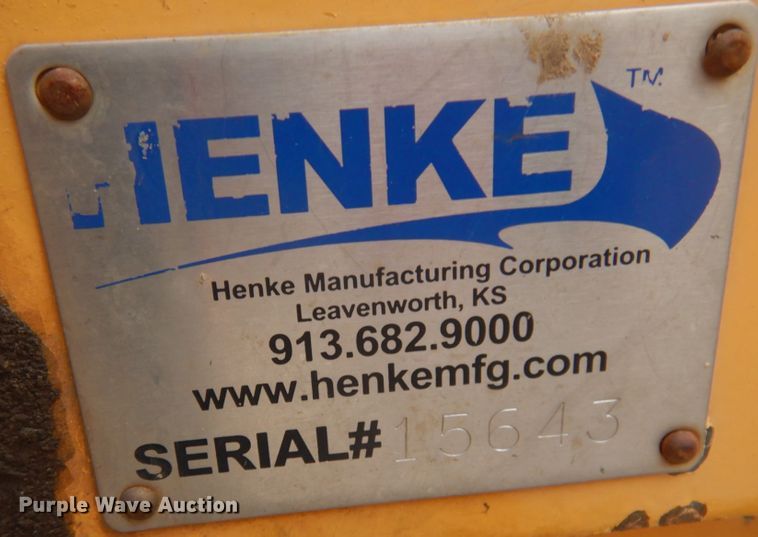 HENKE TM
Henke Manufacturing Corporation
Leavenworth, KS
913.682.9000
www.henkemfg.com
SERIAL# 15643
Purple Wave Auction